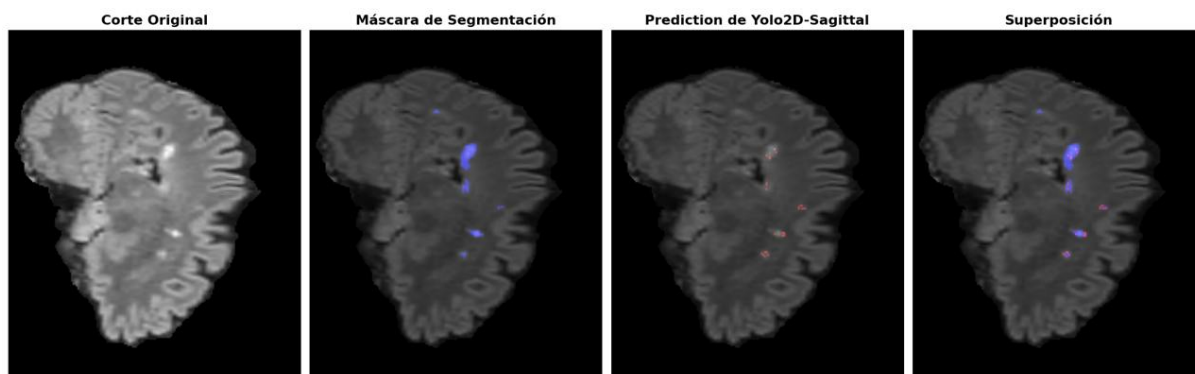 Corte Original
Máscara de Segmentación
Prediction de Yolo2D-Sagittal
Superposición